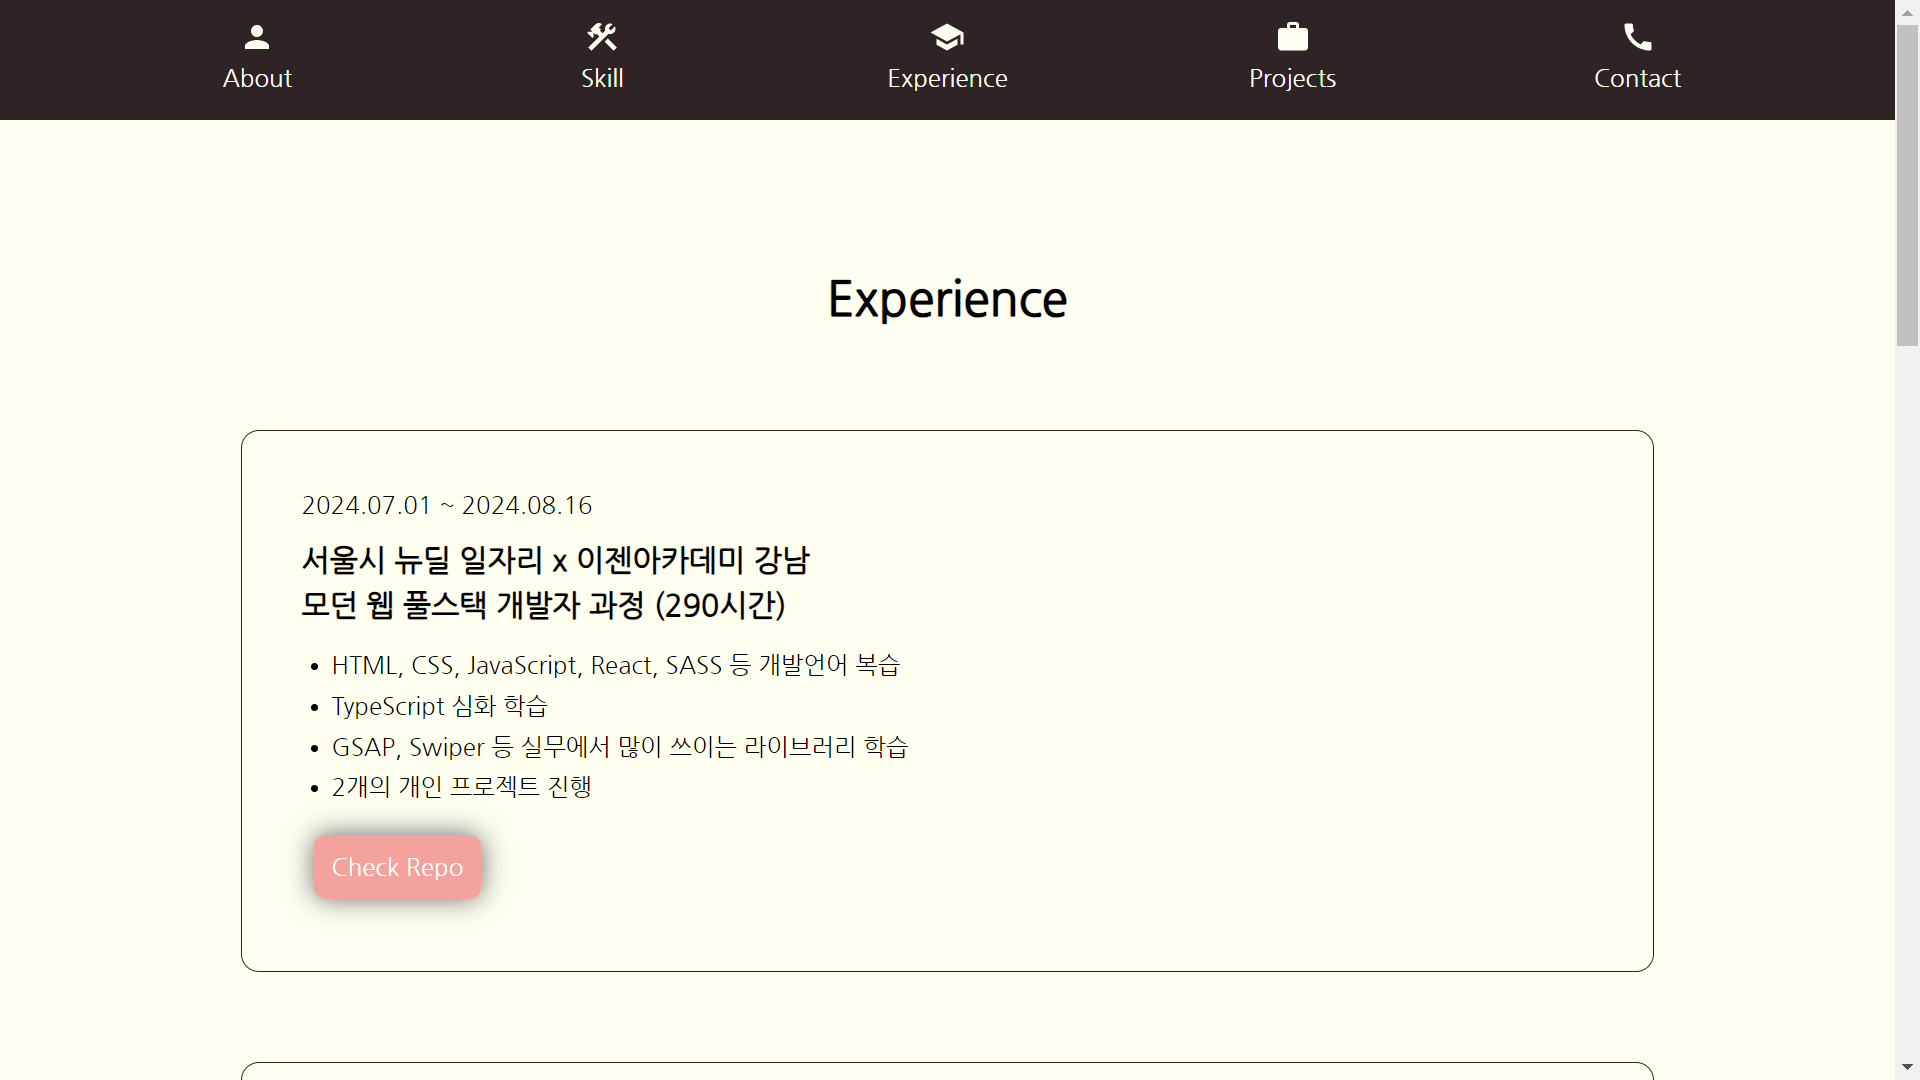 About
Skill
Experience
Projects
Contact
Experience
2024.07.01 ~ 2024.08.16
서울시 뉴딜 일자리 x 이젠아카데미 강남
모던 웹 풀스택 개발자 과정 (290시간)
HTML, CSS, JavaScript, React, SASS 등 개발언어 복습
TypeScript 심화 학습
GSAP, Swiper 등 실무에서 많이 쓰이는 라이브러리 학습
2개의 개인 프로젝트 진행
Check Repo